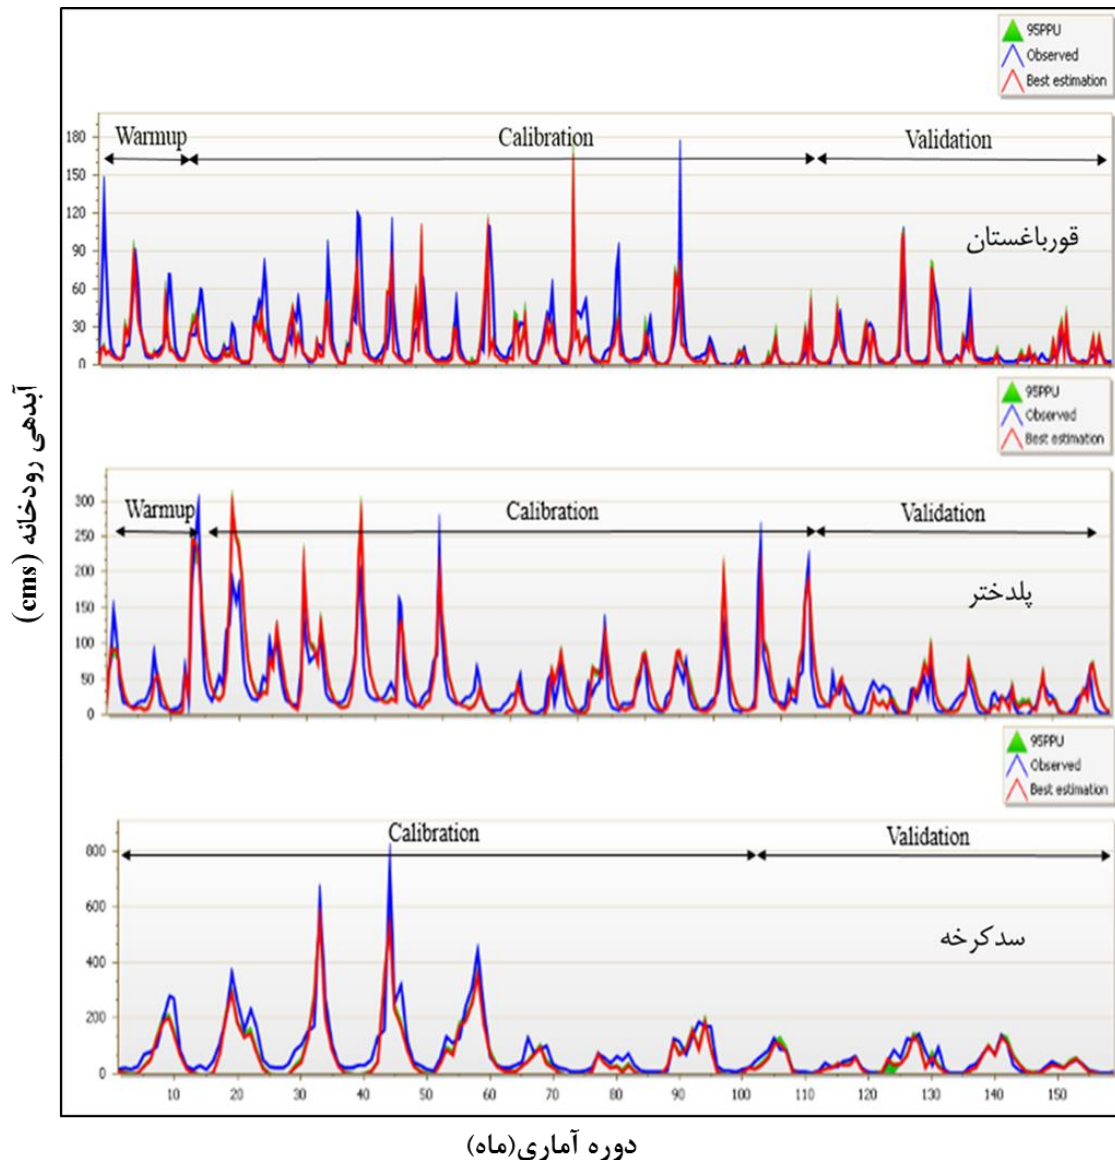 95PPU
Observed
Best estimation
Warmup Calibration Validation
180
150
120
90
60
30
0
قورباغستان
95PPU
Observed
Best estimation
Warmup Calibration Validation
300
250
200
150
100
50
0
پلدختر
95PPU
Observed
Best estimation
Calibration Validation
800
600
400
200
0
سد کرخه
10 20 30 40 50 60 70 80 90 100 110 120 130 140 150
آبدهی رودخانه (cms)
دوره آماری(ماه)